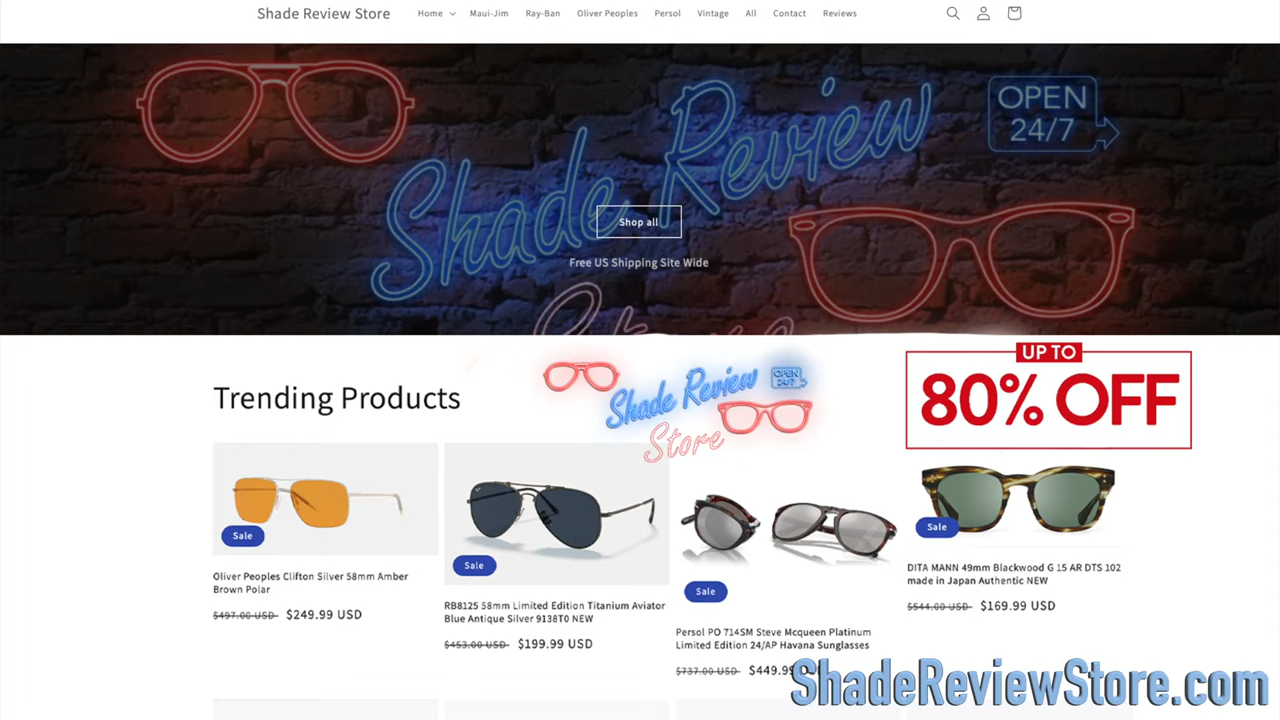 Shade Review Store
Home Maui-Jim Ray-Ban Oliver Peoples Persol Vintage All Contact Reviews
Shade Review
OPEN
24/7
Shop all
Free US Shipping Site Wide
Store
Trending Products
Shade Review
OPEN
24/7
Store
UP TO
80% OFF
Sale
Oliver Peoples Clifton Silver 58mm Amber
Brown Polar
$497.00 USD $249.99 USD
Sale
RB8125 58mm Limited Edition Titanium Aviator
Blue Antique Silver 9138T0 NEW
$453.00 USD $199.99 USD
Sale
Persol PO 714SM Steve Mcqueen Platinum
Limited Edition 24/AP Havana Sunglasses
$737.00 USD $449.99
Sale
DITA MANN 49mm Blackwood G 15 AR DTS 102
made in Japan Authentic NEW
$544.00 USD $169.99 USD
ShadeReviewStore.com